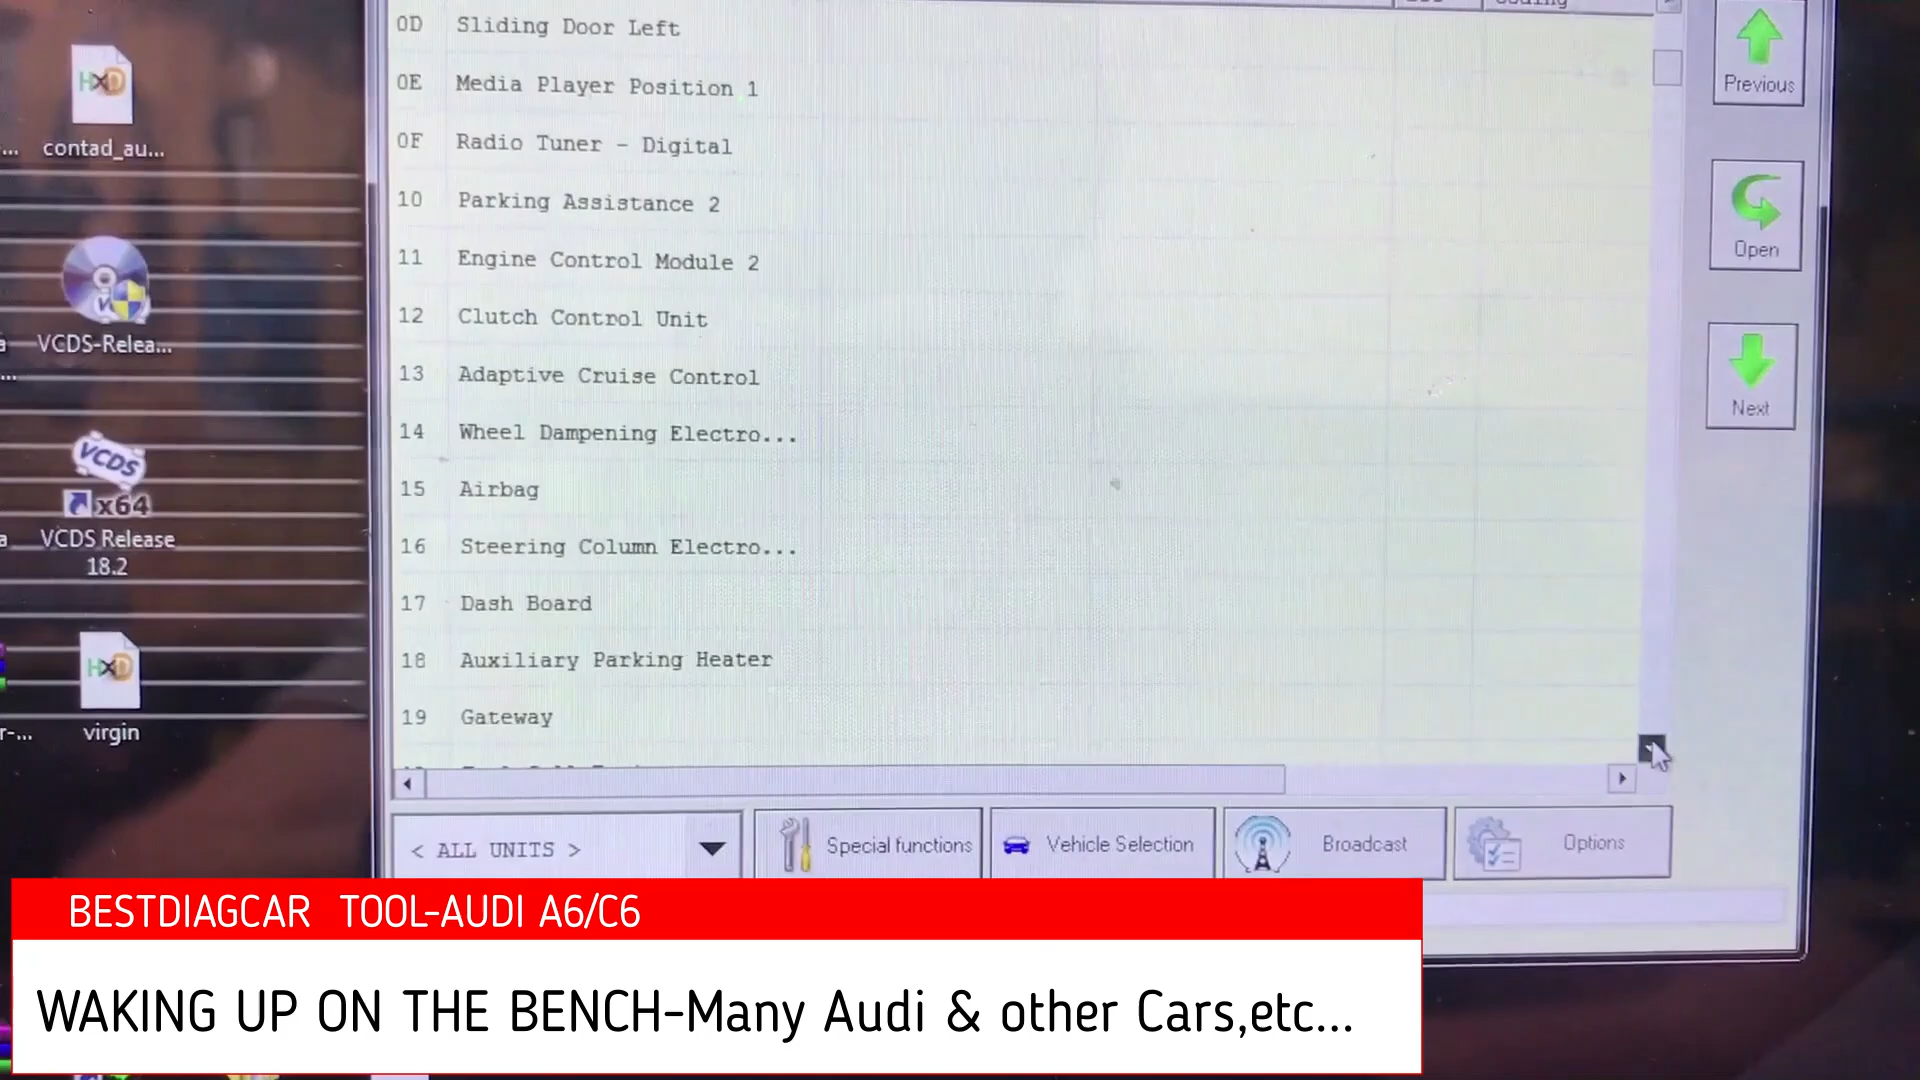 Coding
0D Sliding Door Left
0E Media Player Position 1
0F Radio Tuner - Digital
10 Parking Assistance 2
11 Engine Control Module 2
12 Clutch Control Unit
13 Adaptive Cruise Control
14 Wheel Dampening Electro...
15 Airbag
16 Steering Column Electro...
17 Dash Board
18 Auxiliary Parking Heater
19 Gateway
Previous
Open
Next
< ALL UNITS >
Special functions
Vehicle Selection
Broadcast
Options
HXD
contad_au...
VCDS-Relea...
VCDS
x64
VCDS Release
18.2
HXD
virgin
BESTDIAGCAR TOOL-AUDI A6/C6
WAKING UP ON THE BENCH-Many Audi & other Cars,etc...